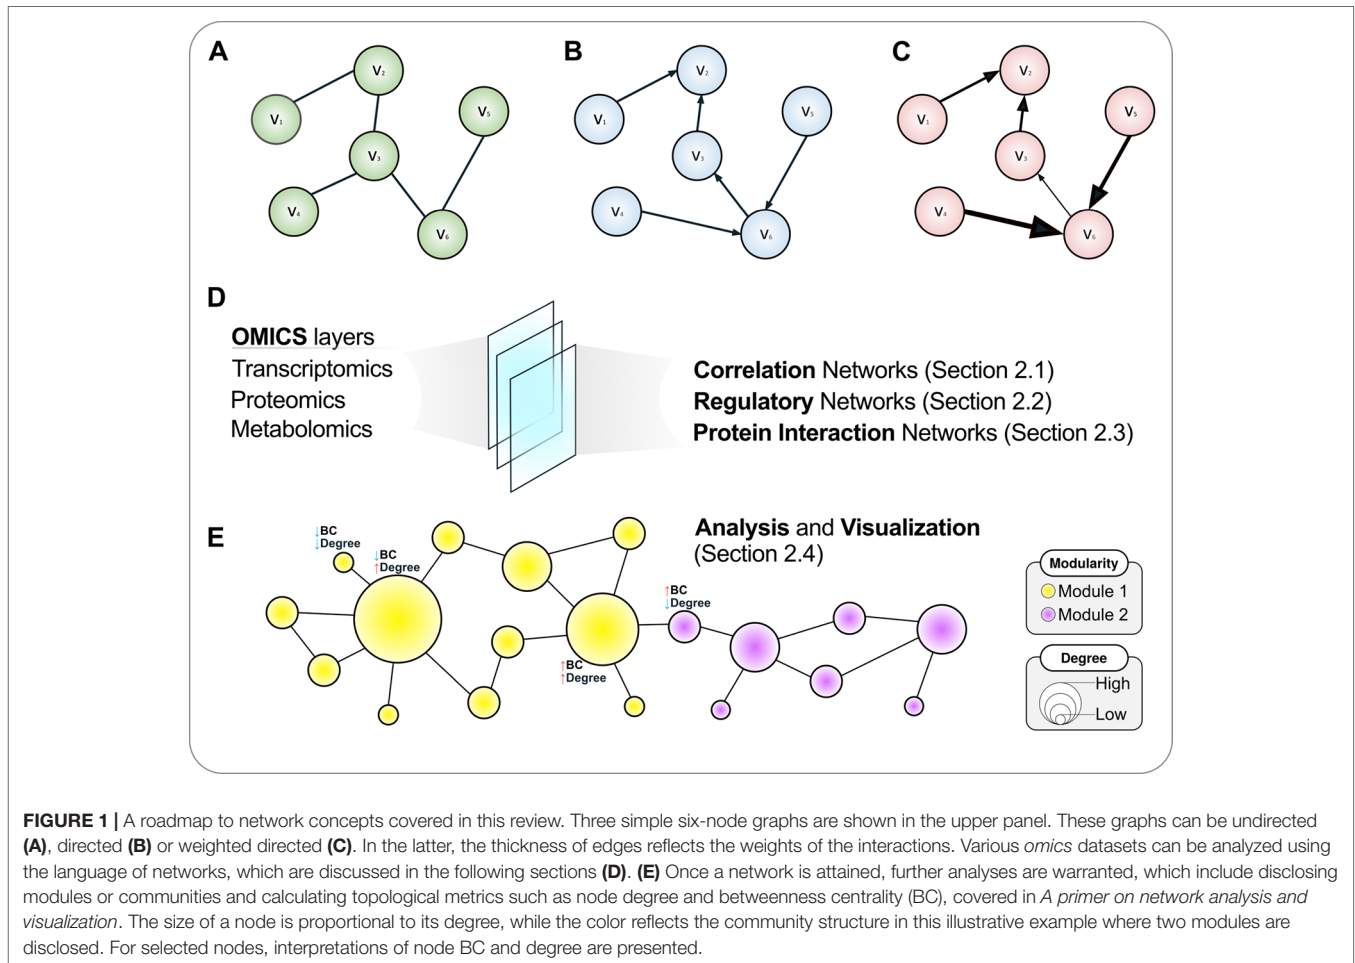 A
B
C
V1
V2
V3
V4
V5
V6
V1
V2
V3
V4
V5
V6
V1
V2
V3
V4
V5
V6
D
OMICS layers
Transcriptomics
Proteomics
Metabolomics
Correlation Networks (Section 2.1)
Regulatory Networks (Section 2.2)
Protein Interaction Networks (Section 2.3)
E
Analysis and Visualization
(Section 2.4)
↓BC
↓Degree
↓BC
↑Degree
↑BC
↓Degree
↑BC
↑Degree
Modularity
Module 1
Module 2
Degree
High
Low
FIGURE 1 | A roadmap to network concepts covered in this review. Three simple six-node graphs are shown in the upper panel. These graphs can be undirected
(A), directed (B) or weighted directed (C). In the latter, the thickness of edges reflects the weights of the interactions. Various omics datasets can be analyzed using
the language of networks, which are discussed in the following sections (D). (E) Once a network is attained, further analyses are warranted, which include disclosing
modules or communities and calculating topological metrics such as node degree and betweenness centrality (BC), covered in A primer on network analysis and
visualization. The size of a node is proportional to its degree, while the color reflects the community structure in this illustrative example where two modules are
disclosed. For selected nodes, interpretations of node BC and degree are presented.